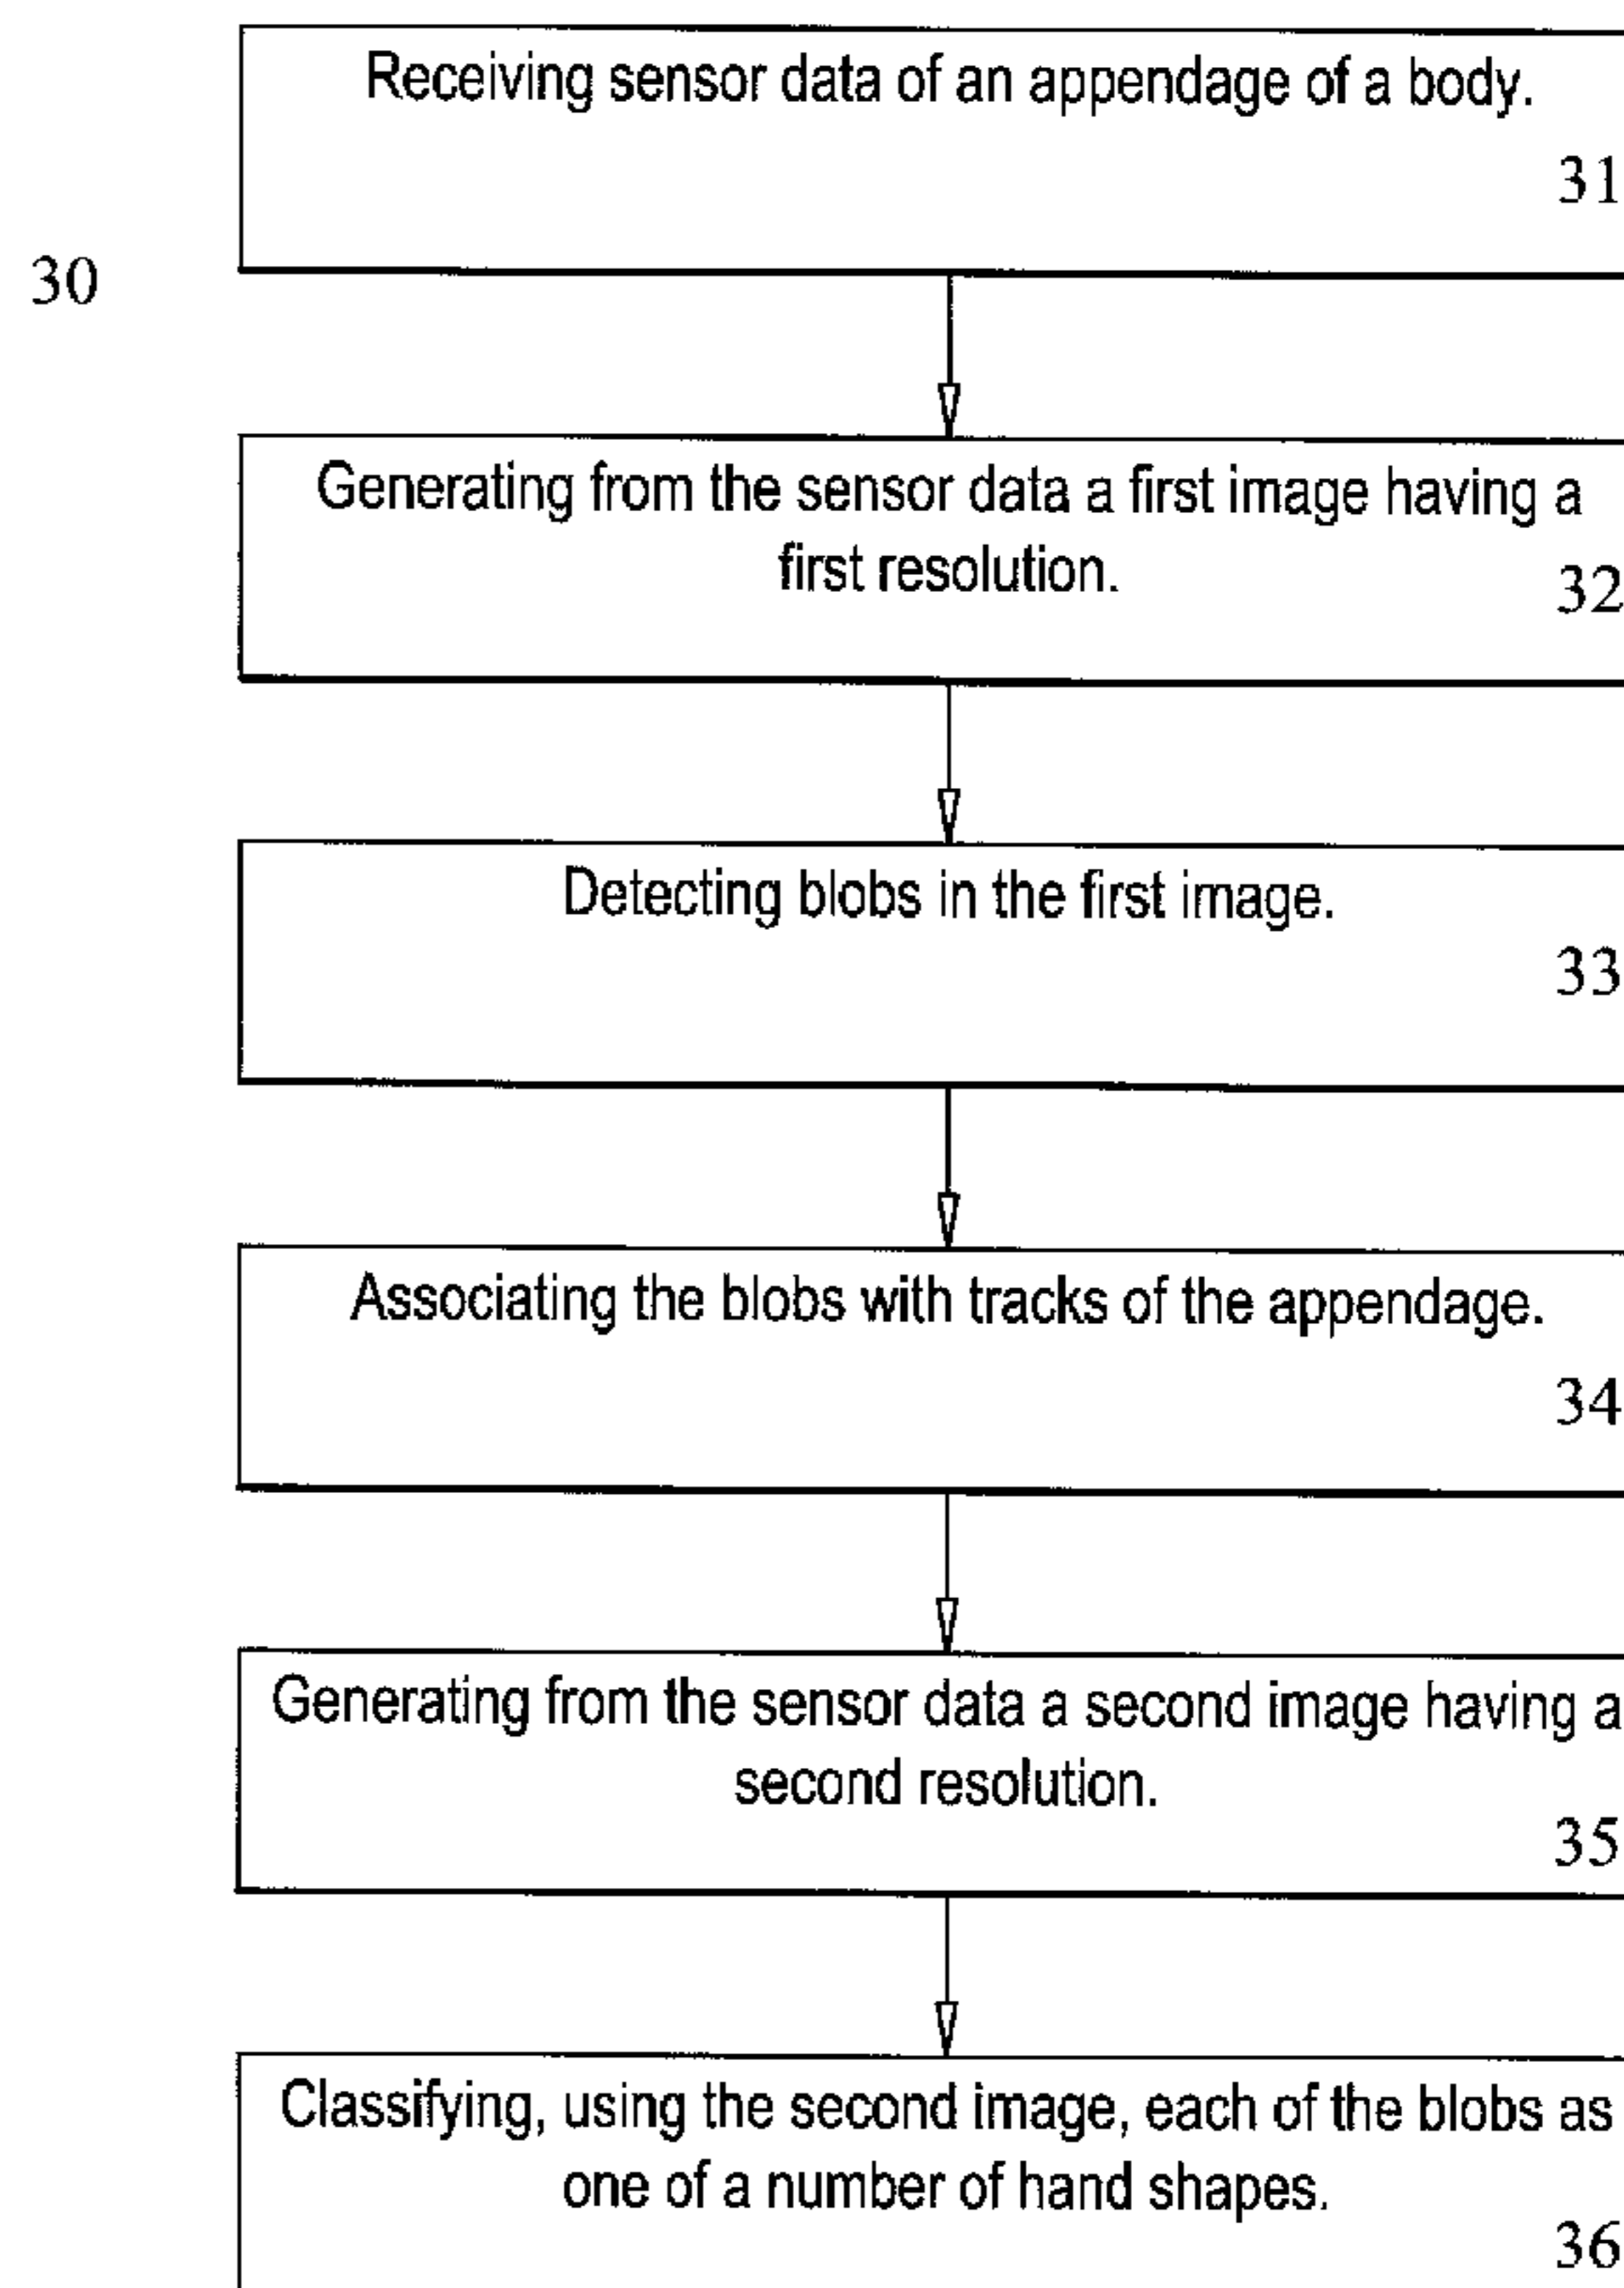 Receiving sensor data of an appendage of a body.
31
30
Generating from the sensor data a first image having a
first resolution.
32
Detecting blobs in the first image.
33
Associating the blobs with tracks of the appendage.
34
Generating from the sensor data a second image having a
second resolution.
35
Classifying, using the second image, each of the blobs as
one of a number of hand shapes.
36